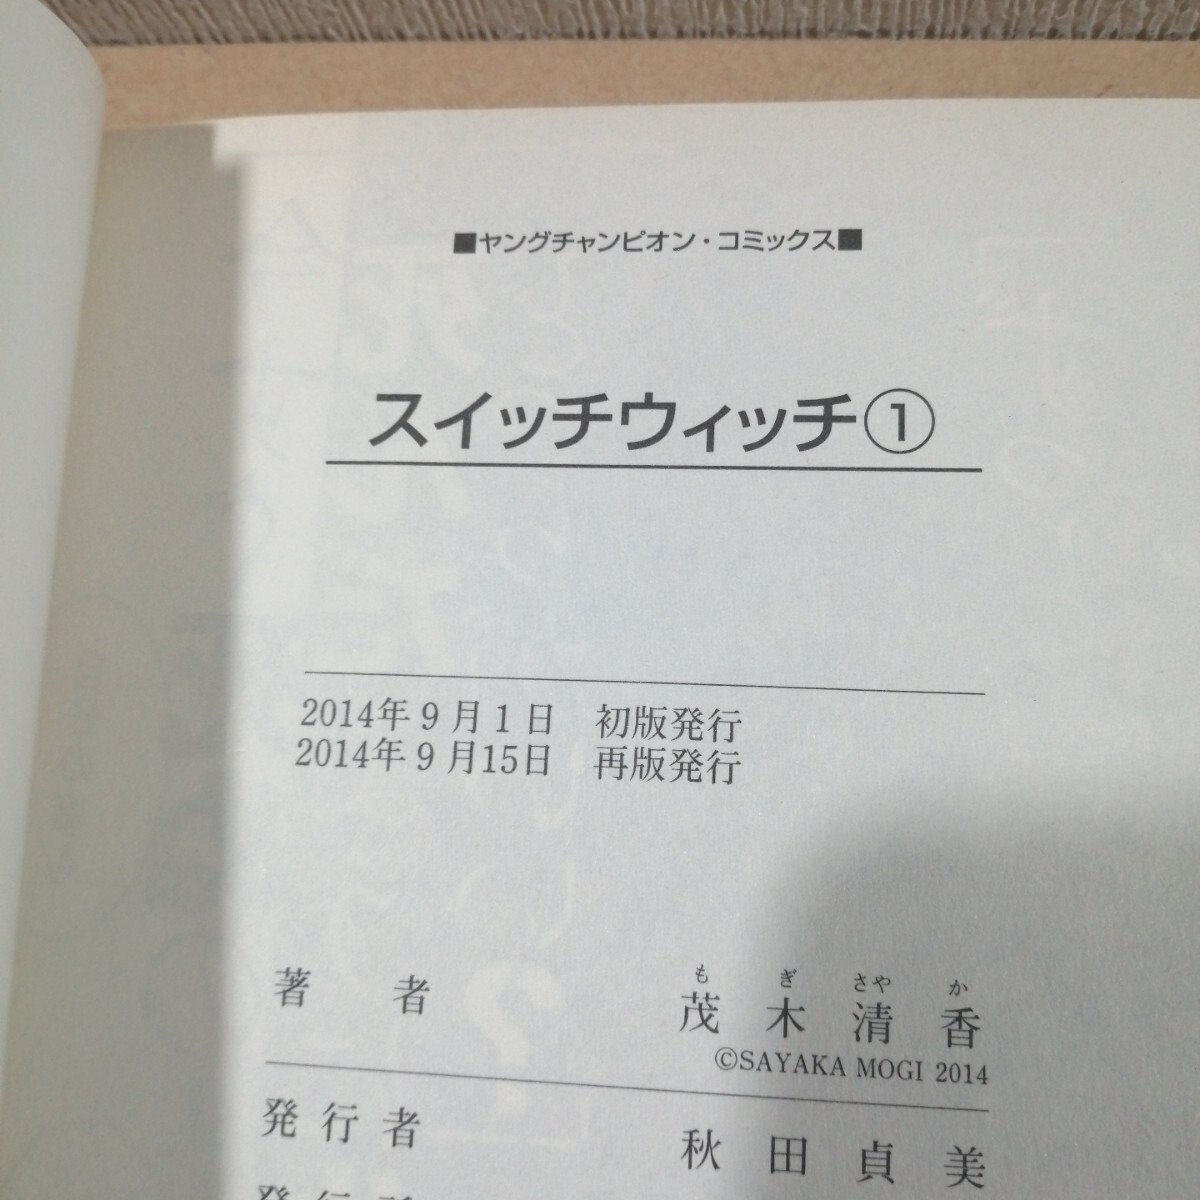 ■ヤングチャンピオン・コミックス■
スイッチウィッチ①
2014年9月1日 初版発行
2014年9月15日 再版発行
も ぎ さや か
著者 茂木清香
©SAYAKA MOGI 2014
発行者 秋田貞美
発行所